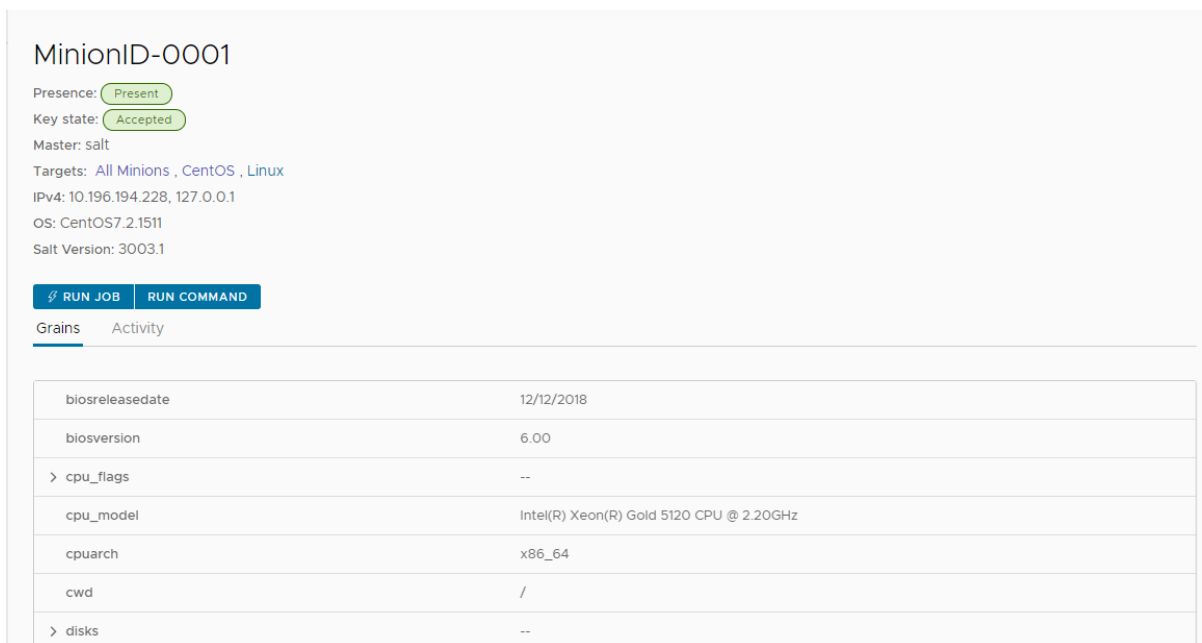 MinionID-0001
Presence: Present
Key state: Accepted
Master: salt
Targets: All Minions , CentOS , Linux
IPv4: 10.196.194.228, 127.0.0.1
OS: CentOS7.2.1511
Salt Version: 3003.1
RUN JOB RUN COMMAND
Grains Activity
biosreleasedate 12/12/2018
biosversion 6.00
cpu_flags --
cpu_model Intel(R) Xeon(R) Gold 5120 CPU @ 2.20GHz
cpuarch x86_64
cwd /
disks --